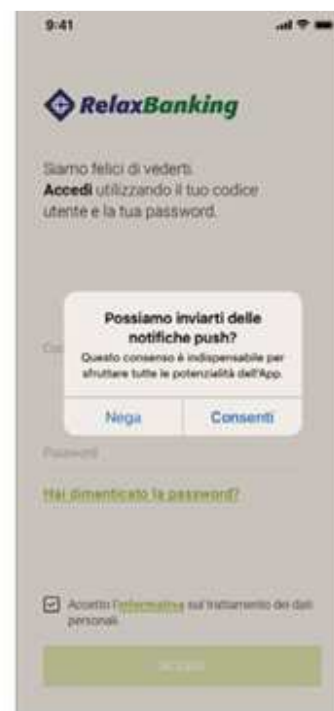 9:41
RelaxBanking
Siamo felici di vederti.
Accedi utilizzando il tuo codice
utente e la tua password.
Possiamo inviarti delle
notifiche push?
Questo consenso è indispensabile per
sfruttare tutte le potenzialità dell'App.
Nega
Consenti
Password
Hai dimenticato la password?
Accetto l'informativa sul trattamento dei dati
personali